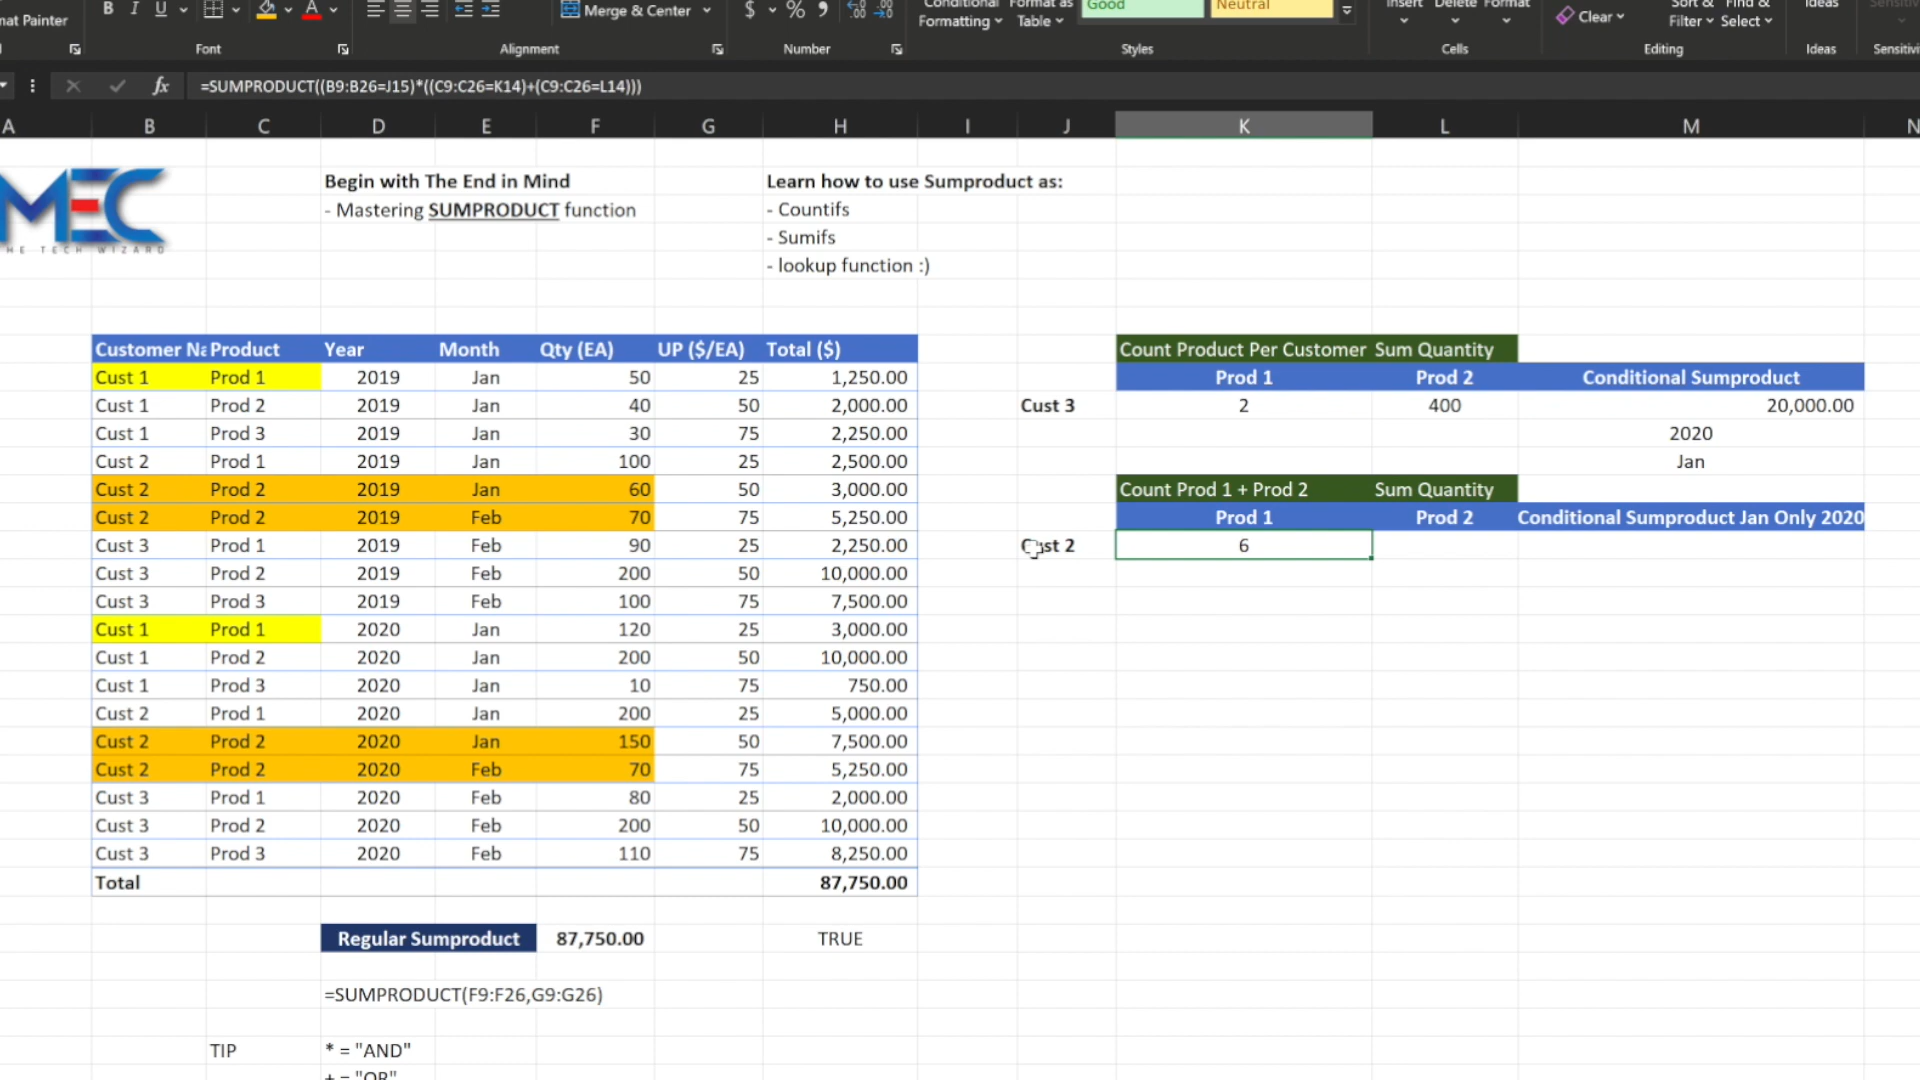 B I U A Merge & Center $ % Conditional Format as Good Neutral Insert Delete Format Clear Sort & Find & Ideas
Painter Formatting Table Filter Select
Font Alignment Number Styles Cells Editing Ideas
fx =SUMPRODUCT((B9:B26=J15)*((C9:C26=K14)+(C9:C26=L14)))
A B C D E F G H I J K L M N
MEC
TECH WIZARD
Begin with The End in Mind
- Mastering SUMPRODUCT function
Learn how to use Sumproduct as:
- Countifs
- Sumifs
- lookup function :)
Customer Na Product Year Month Qty (EA) UP ($/EA) Total ($)
Cust 1 Prod 1 2019 Jan 50 25 1,250.00
Cust 1 Prod 2 2019 Jan 40 50 2,000.00
Cust 1 Prod 3 2019 Jan 30 75 2,250.00
Cust 2 Prod 1 2019 Jan 100 25 2,500.00
Cust 2 Prod 2 2019 Jan 60 50 3,000.00
Cust 2 Prod 2 2019 Feb 70 75 5,250.00
Cust 3 Prod 1 2019 Feb 90 25 2,250.00
Cust 3 Prod 2 2019 Feb 200 50 10,000.00
Cust 3 Prod 3 2019 Feb 100 75 7,500.00
Cust 1 Prod 1 2020 Jan 120 25 3,000.00
Cust 1 Prod 2 2020 Jan 200 50 10,000.00
Cust 1 Prod 3 2020 Jan 10 75 750.00
Cust 2 Prod 1 2020 Jan 200 25 5,000.00
Cust 2 Prod 2 2020 Jan 150 50 7,500.00
Cust 2 Prod 2 2020 Feb 70 75 5,250.00
Cust 3 Prod 1 2020 Feb 80 25 2,000.00
Cust 3 Prod 2 2020 Feb 200 50 10,000.00
Cust 3 Prod 3 2020 Feb 110 75 8,250.00
Total 87,750.00
Regular Sumproduct 87,750.00 TRUE
=SUMPRODUCT(F9:F26,G9:G26)
TIP * = "AND"
+ = "OR"
Count Product Per Customer Sum Quantity
Prod 1 Prod 2 Conditional Sumproduct
Cust 3 2 400 20,000.00
2020
Jan
Count Prod 1 + Prod 2 Sum Quantity
Prod 1 Prod 2 Conditional Sumproduct Jan Only 2020
Cust 2 6